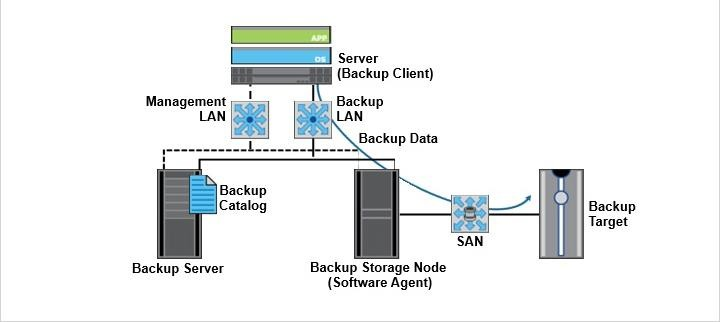 APP
OS
Server
(Backup Client)
Management
LAN
Backup
LAN
Backup Data
Backup
Catalog
Backup
Target
SAN
Backup Server
Backup Storage Node
(Software Agent)